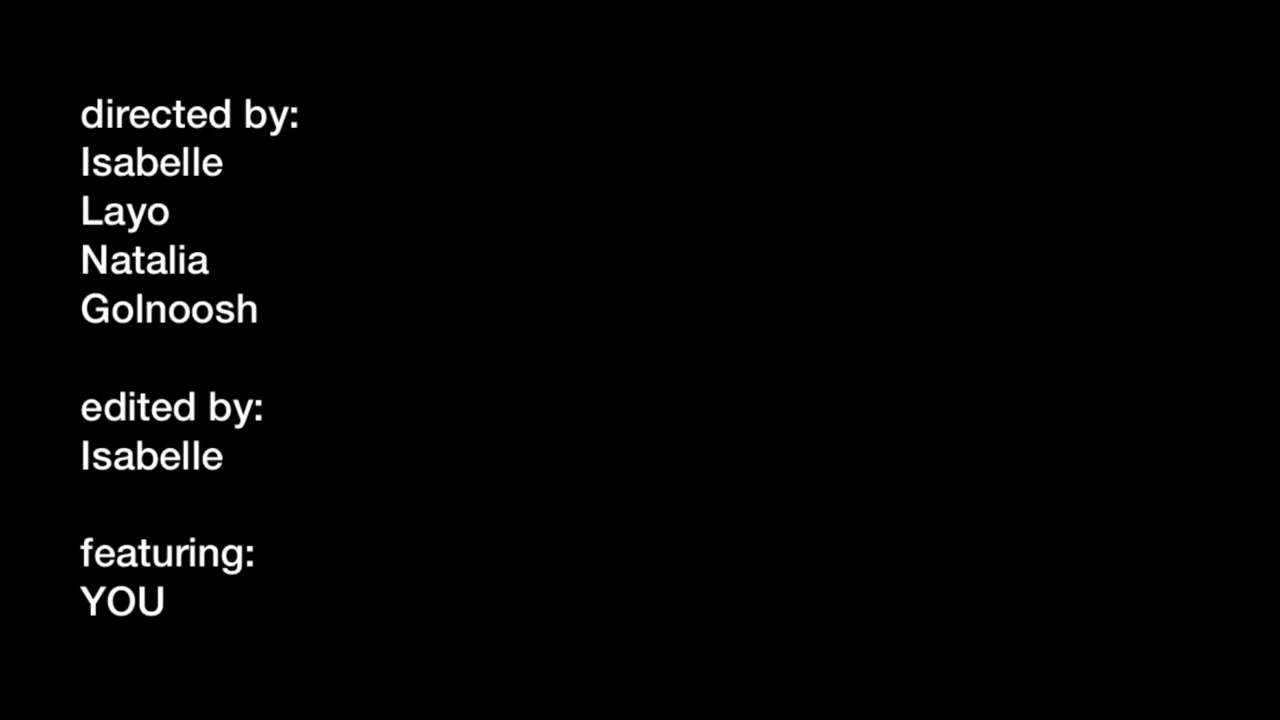 directed by:
Isabelle
Layo
Natalia
Golnoosh
edited by:
Isabelle
featuring:
YOU